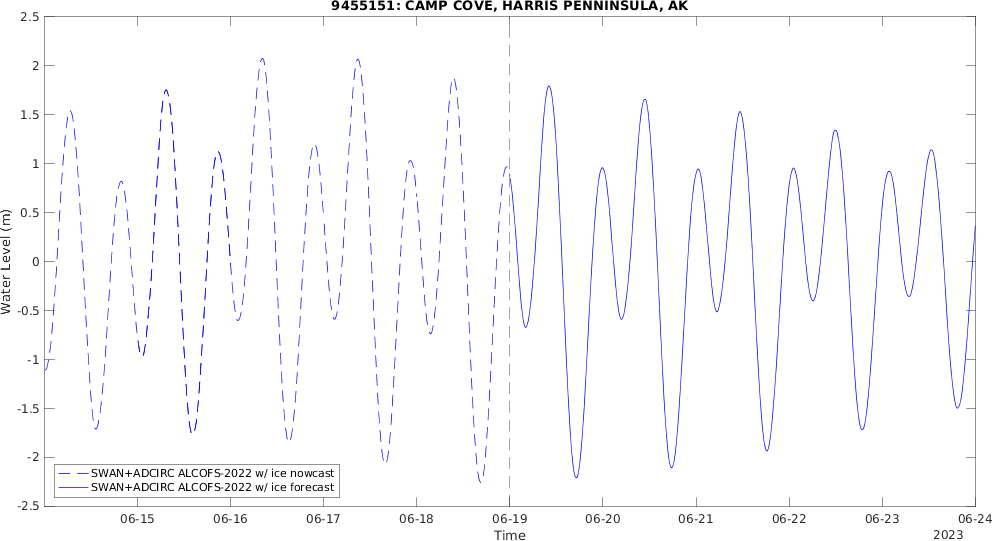 9455151: CAMP COVE, HARRIS PENNINSULA, AK
2.5
2
1.5
1
0.5
0
-0.5
-1
-1.5
-2
-2.5
Water Level (m)
SWAN+ADCIRC ALCOFS-2022 w/ ice nowcast
SWAN+ADCIRC ALCOFS-2022 w/ ice forecast
06-15 06-16 06-17 06-18 06-19 06-20 06-21 06-22 06-23 06-24
Time
2023